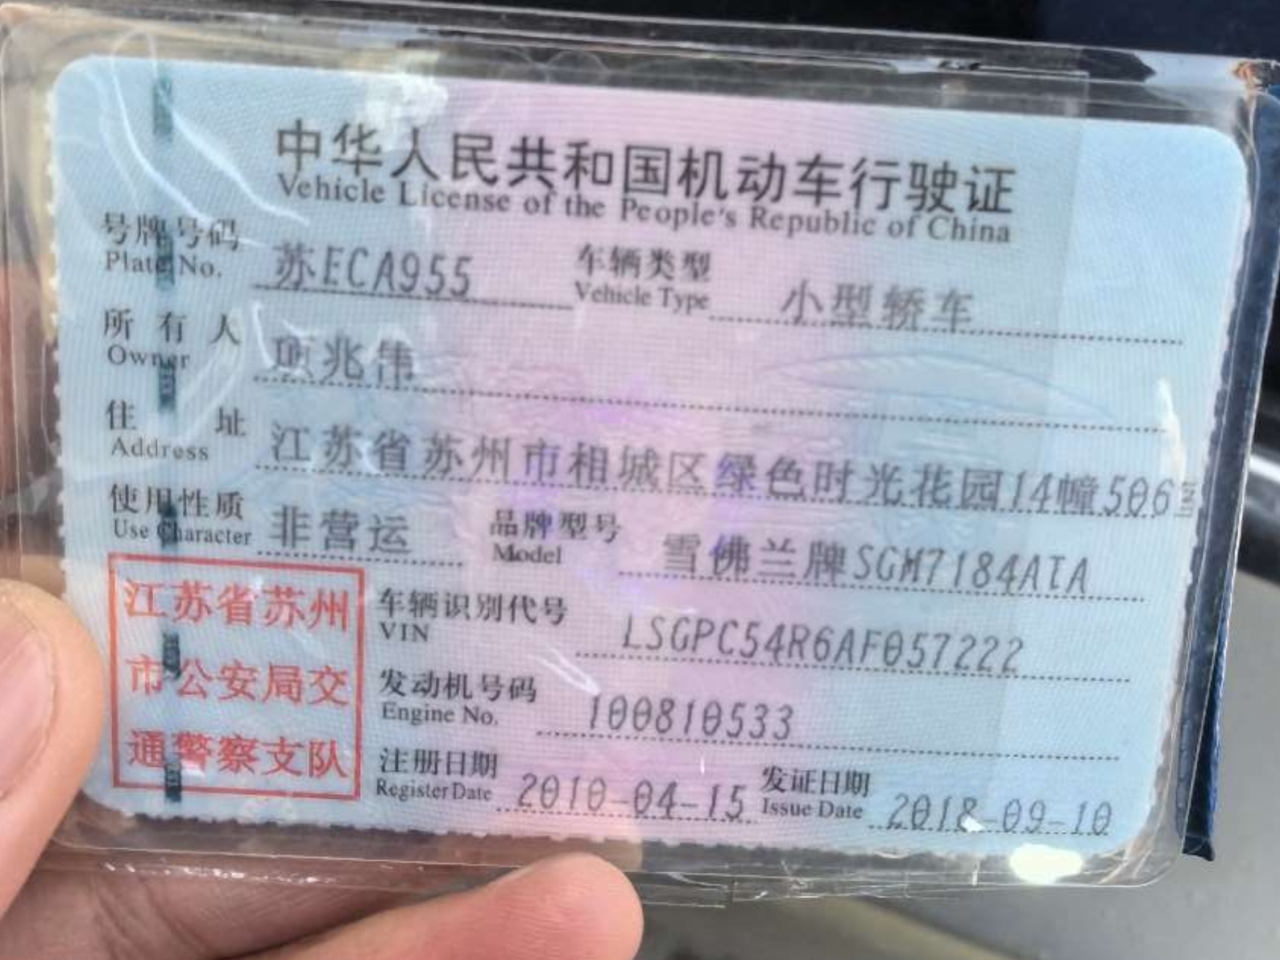 中华人民共和国机动车行驶证
Vehicle License of the People's Republic of China
号牌号码 苏ECA955 车辆类型 小型轿车
Plate No. Vehicle Type
所有人 项兆伟
Owner
住址 江苏省苏州市相城区绿色时光花园14幢506室
Address
使用性质 非营运 品牌型号 雪佛兰牌SGM7184ATA
Use Character Model
江苏省苏州
市公安局交
通警察支队
车辆识别代号 LSGPC54R6AF057222
VIN
发动机号码 100810533
Engine No.
注册日期 2010-04-15 发证日期 2018-09-10
Register Date Issue Date